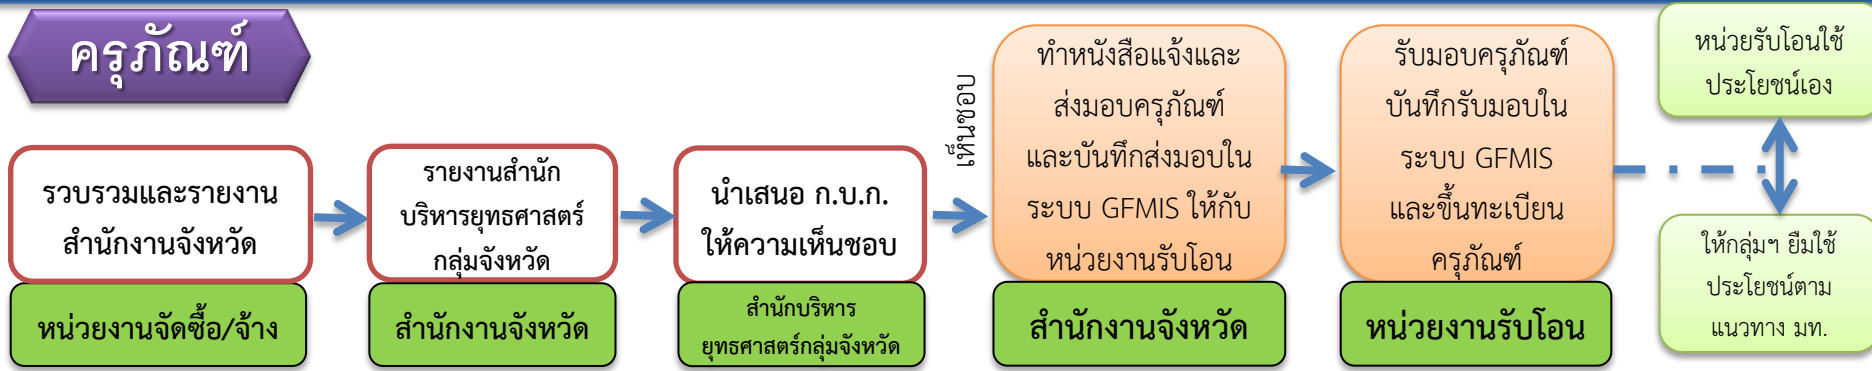 ครุภัณฑ์
รวบรวมและรายงาน
สำนักงานจังหวัด
หน่วยงานจัดซื้อ/จ้าง
รายงานสำนัก
บริหารยุทธศาสตร์
กลุ่มจังหวัด
สำนักงานจังหวัด
นำเสนอ ก.บ.ก.
ให้ความเห็นชอบ
สำนักบริหาร
ยุทธศาสตร์กลุ่มจังหวัด
เห็นชอบ
ทำหนังสือแจ้งและ
ส่งมอบครุภัณฑ์
และบันทึกส่งมอบใน
ระบบ GFMIS ให้กับ
หน่วยงานรับโอน
สำนักงานจังหวัด
รับมอบครุภัณฑ์
บันทึกรับมอบใน
ระบบ GFMIS
และขึ้นทะเบียน
ครุภัณฑ์
หน่วยงานรับโอน
หน่วยรับโอนใช้
ประโยชน์เอง
ให้กลุ่มฯ ยืมใช้
ประโยชน์ตาม
แนวทาง มท.